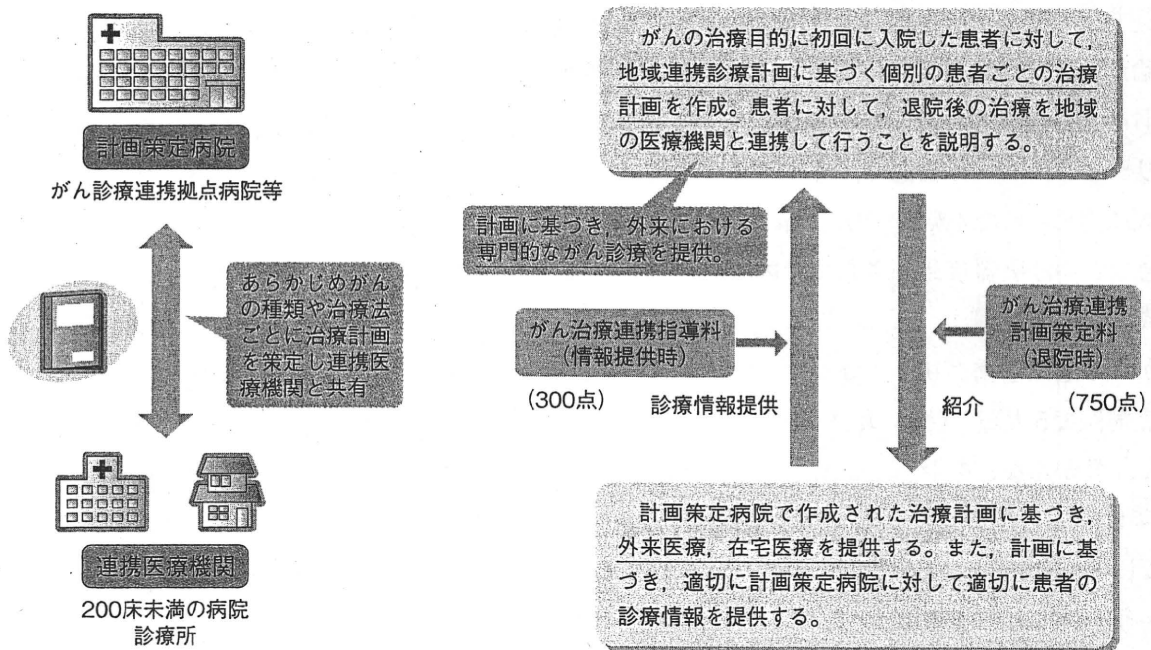 計画策定病院
がん診療連携拠点病院等
あらかじめがん
の種類や治療法
ごとに治療計画
を策定し連携医
療機関と共有
連携医療機関
200床未満の病院
診療所
がんの治療目的に初回に入院した患者に対して，
地域連携診療計画に基づく個別の患者ごとの治療
計画を作成。患者に対して，退院後の治療を地域
の医療機関と連携して行うことを説明する。
計画に基づき，外来における
専門的ながん診療を提供。
がん治療連携指導料
（情報提供時）
（300点）
診療情報提供
がん治療連携
計画策定料
（退院時）
（750点）
紹介
計画策定病院で作成された治療計画に基づき，
外来医療，在宅医療を提供する。また，計画に基
づき，適切に計画策定病院に対して適切に患者の
診療情報を提供する。